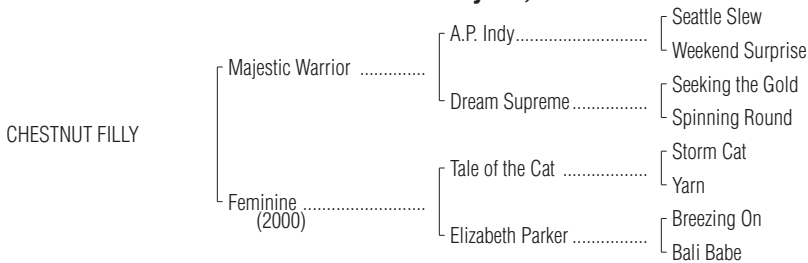 Seattle Slew
A.P. Indy..............................
Weekend Surprise
Majestic Warrior ..............
Seeking the Gold
Dream Supreme................
Spinning Round
CHESTNUT FILLY
Storm Cat
Tale of the Cat ..................
Yarn
Feminine ..........................
(2000)
Breezing On
Elizabeth Parker ................
Bali Babe